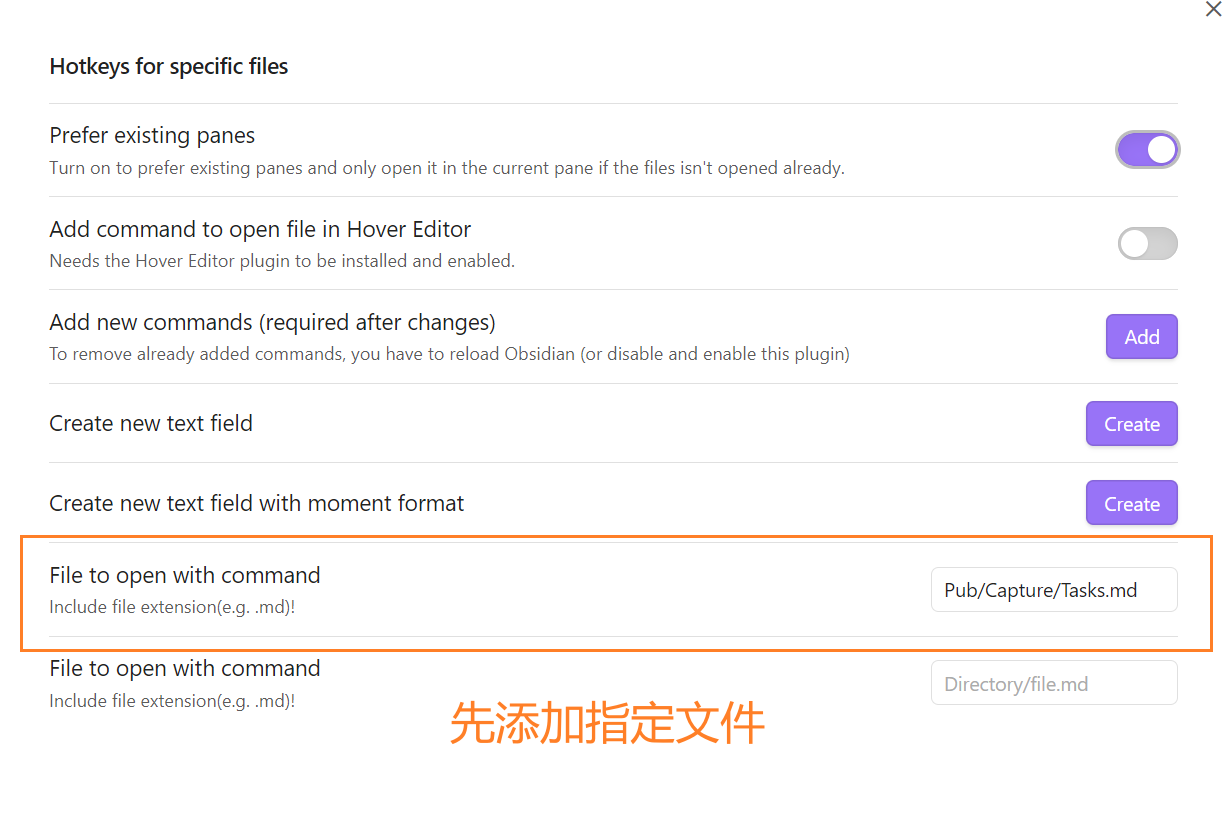 Hotkeys for specific files
Prefer existing panes
Turn on to prefer existing panes and only open it in the current pane if the files isn't opened already.
Add command to open file in Hover Editor
Needs the Hover Editor plugin to be installed and enabled.
Add new commands (required after changes)
To remove already added commands, you have to reload Obsidian (or disable and enable this plugin)
Add
Create new text field
Create
Create new text field with moment format
Create
File to open with command
Include file extension(e.g. .md)!
Pub/Capture/Tasks.md
File to open with command
Include file extension(e.g. .md)!
Directory/file.md
先添加指定文件